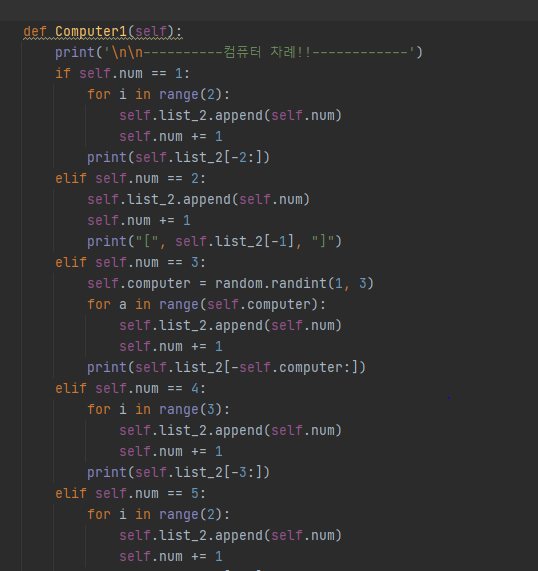 def Computer1(self):
    print('\n\n----------컴퓨터 차례!!------------')
    if self.num == 1:
        for i in range(2):
            self.list_2.append(self.num)
            self.num += 1
        print(self.list_2[-2:])
    elif self.num == 2:
        self.list_2.append(self.num)
        self.num += 1
        print("[", self.list_2[-1], "]")
    elif self.num == 3:
        self.computer = random.randint(1, 3)
        for a in range(self.computer):
            self.list_2.append(self.num)
            self.num += 1
        print(self.list_2[-self.computer:])
    elif self.num == 4:
        for i in range(3):
            self.list_2.append(self.num)
            self.num += 1
        print(self.list_2[-3:])
    elif self.num == 5:
        for i in range(2):
            self.list_2.append(self.num)
            self.num += 1